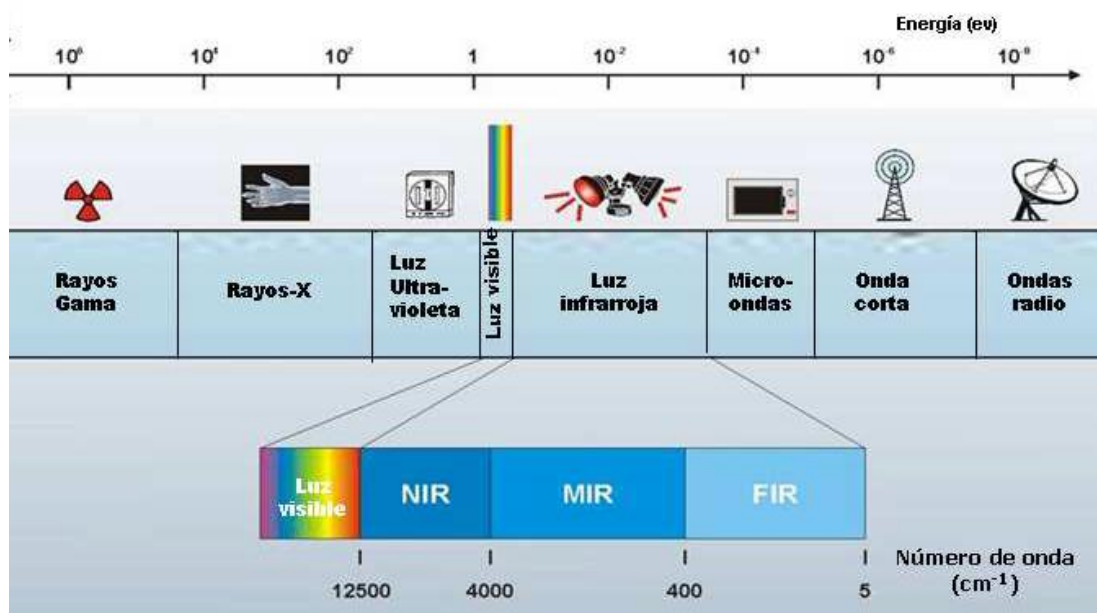 Energía (ev)
10⁶ 10⁴ 10² 1 10⁻² 10⁻⁴ 10⁻⁶ 10⁻⁸
Rayos
Gama
Rayos-X
Luz
Ultra-
violeta
Luz visible
Luz
infrarroja
Micro-
ondas
Onda
corta
Ondas
radio
Luz
visible
NIR
MIR
FIR
12500 4000 400 5
Número de onda
(cm⁻¹)